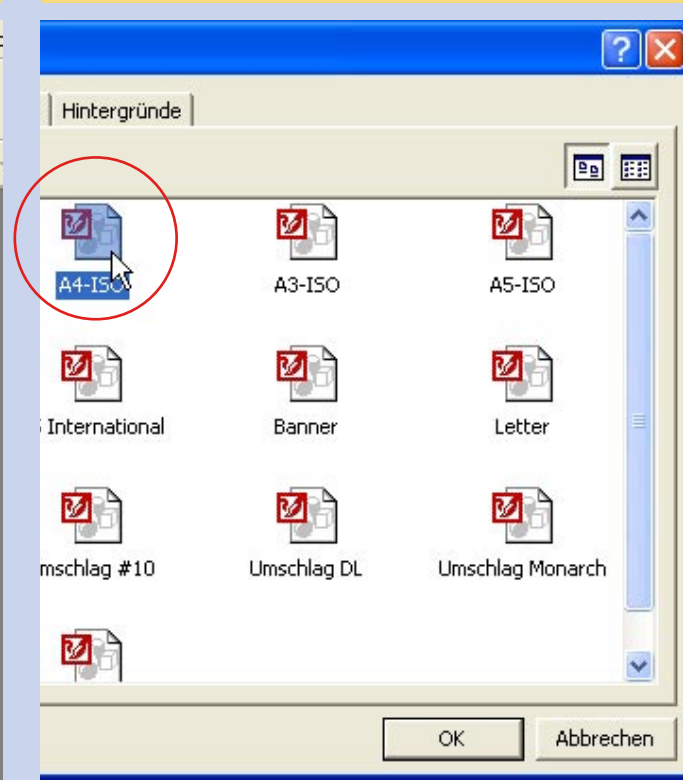 Hintergründe
A4-ISO
A3-ISO
A5-ISO
International
Banner
Letter
mschlag #10
Umschlag DL
Umschlag Monarch
OK
Abbrechen